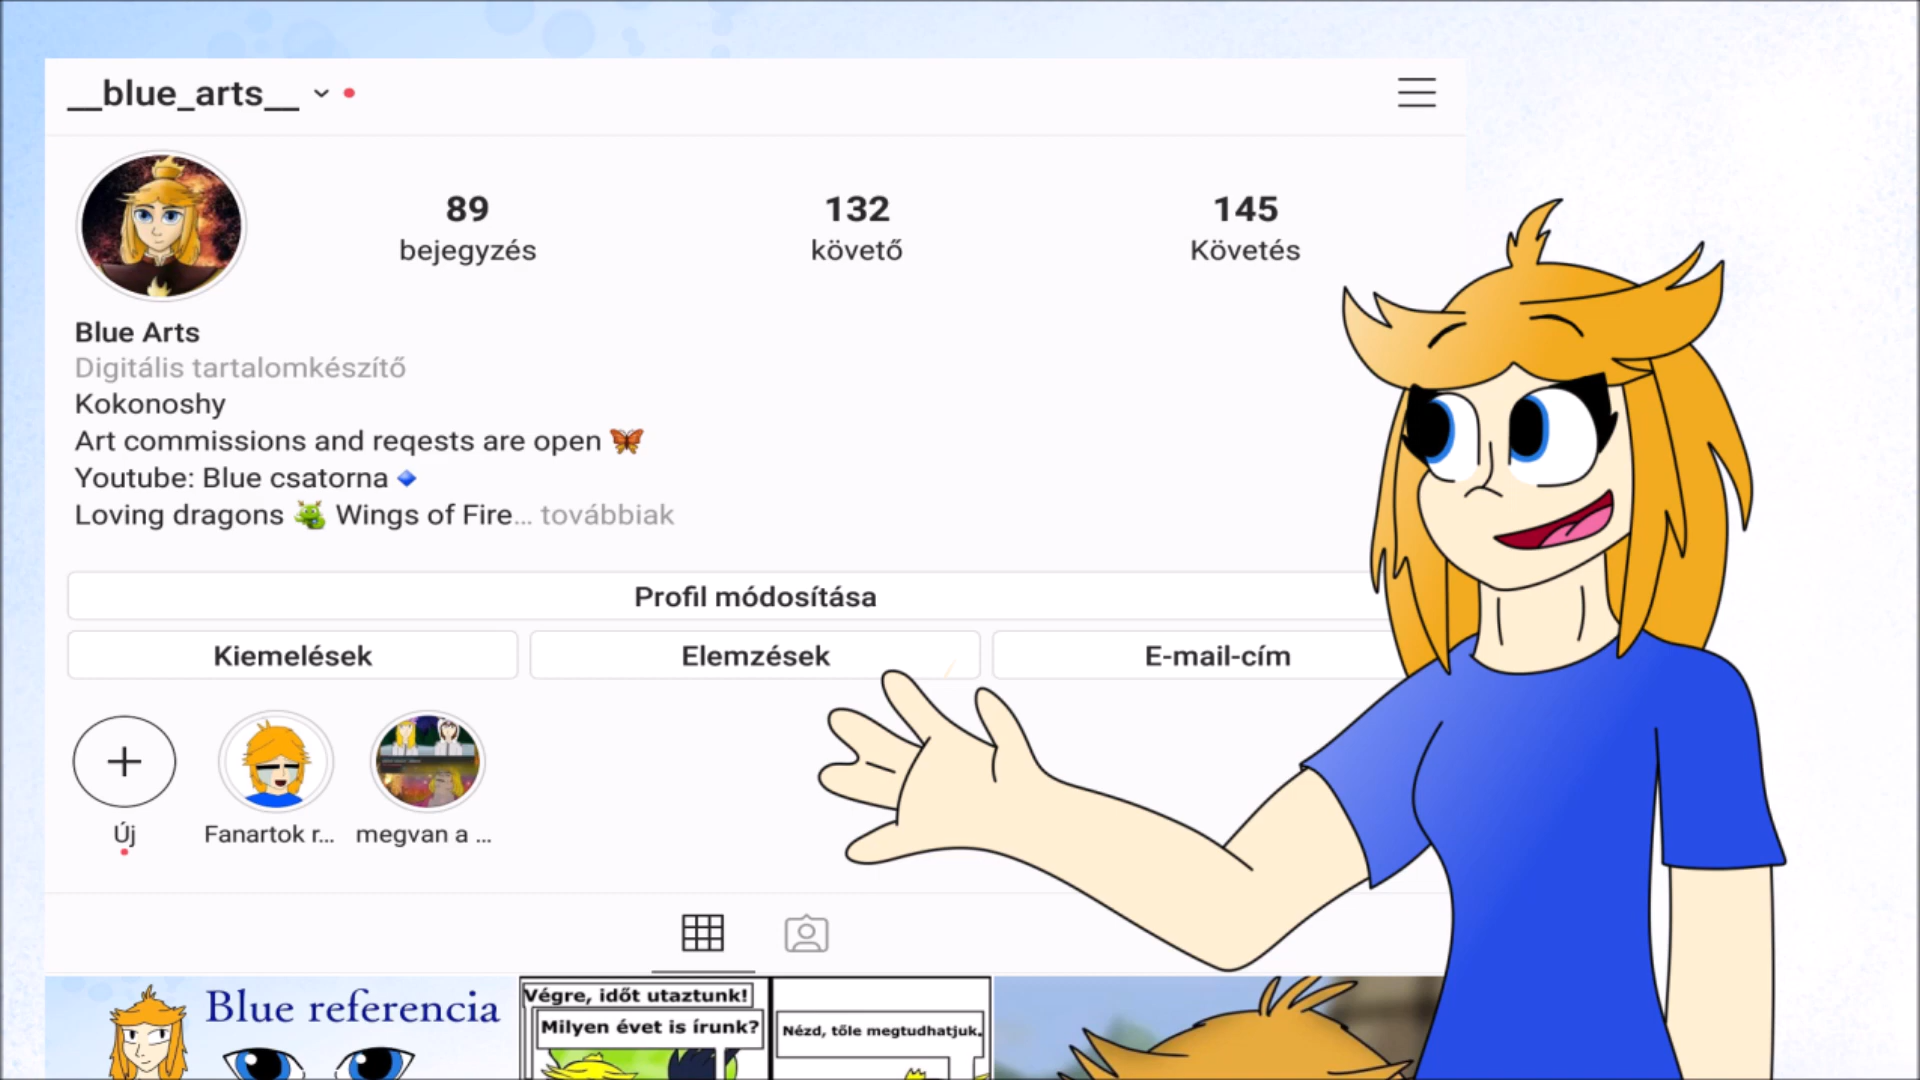 __blue_arts__
89
bejegyzés
132
követő
145
Követés
Blue Arts
Digitális tartalomkészítő
Kokonoshy
Art commissions and reqests are open
Youtube: Blue csatorna
Loving dragons Wings of Fire... továbbiak
Profil módosítása
Kiemelések
Elemzések
E-mail-cím
Új
Fanartok r...
megvan a ...
Blue referencia
Végre, időt utaztunk!
Milyen évet is írunk?
Nézd, tőle megtudhatjuk.